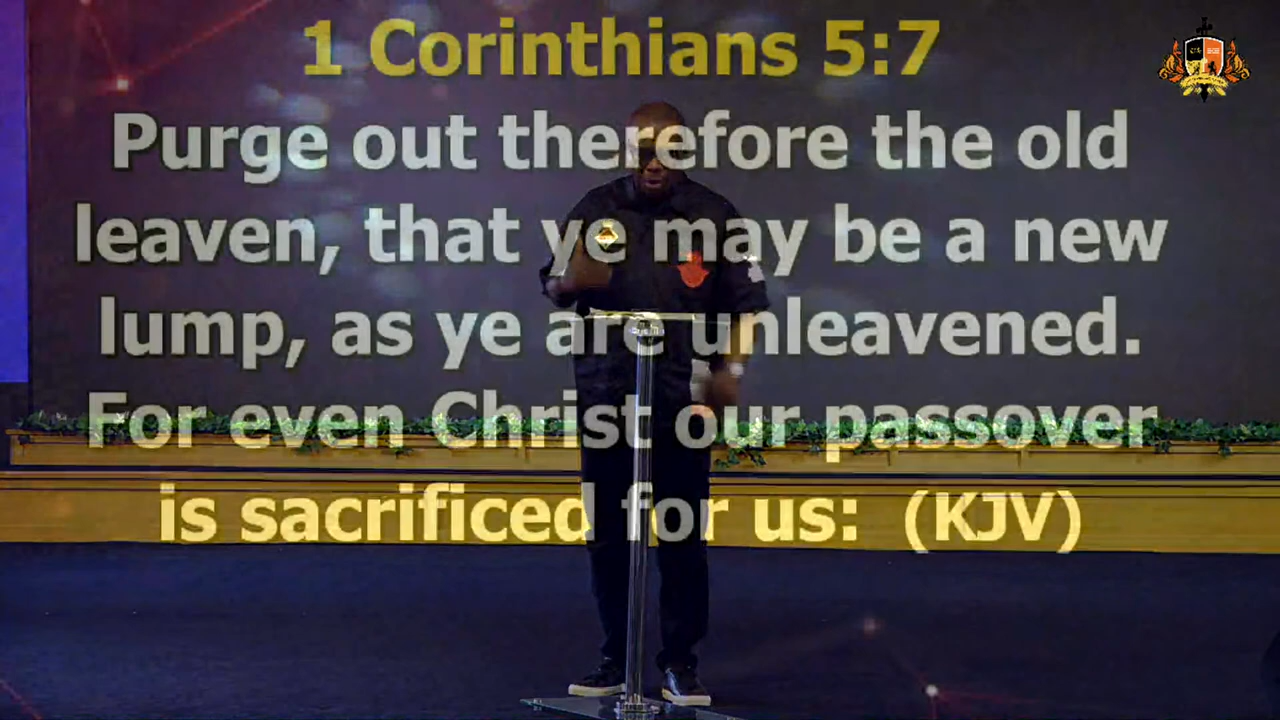 1 Corinthians 5:7
Purge out therefore the old
leaven, that ye may be a new
lump, as ye are unleavened.
For even Christ our passover
is sacrificed for us: (KJV)